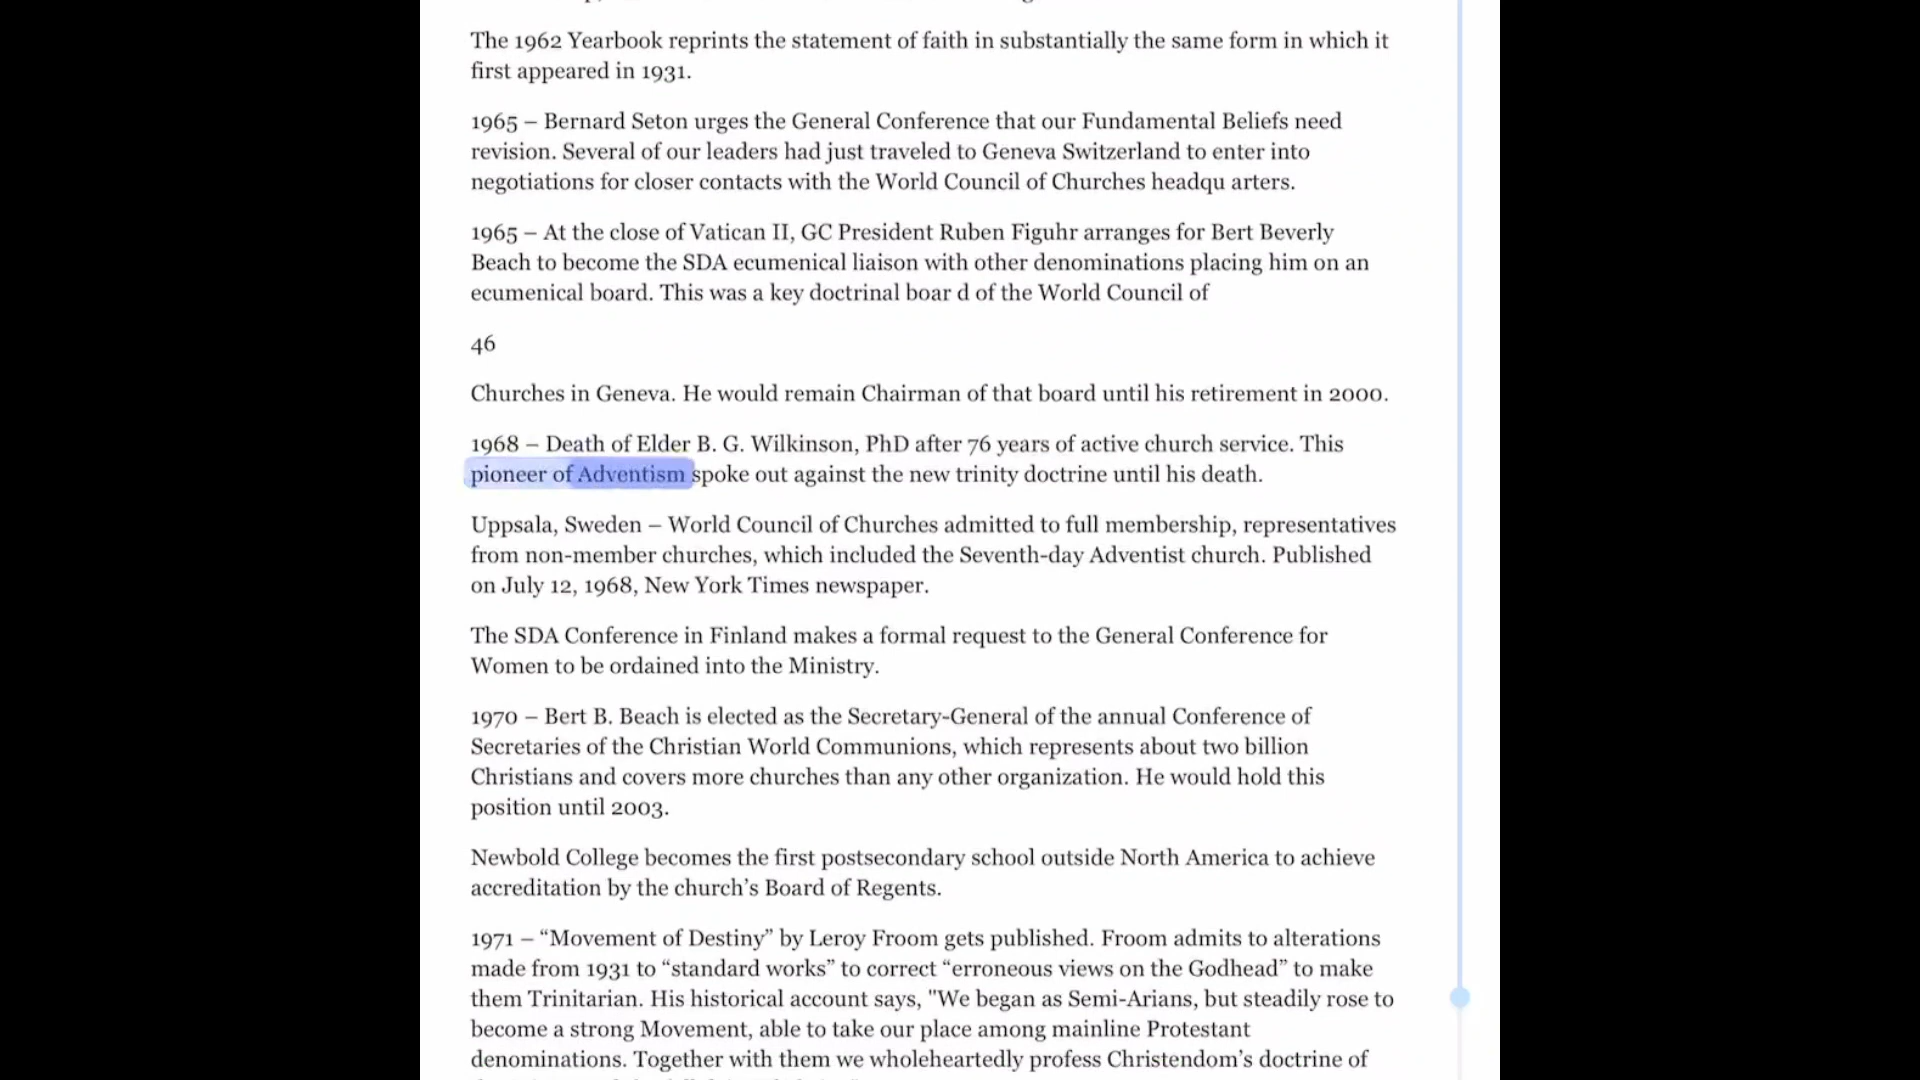 The 1962 Yearbook reprints the statement of faith in substantially the same form in which it
first appeared in 1931.
1965 – Bernard Seton urges the General Conference that our Fundamental Beliefs need
revision. Several of our leaders had just traveled to Geneva Switzerland to enter into
negotiations for closer contacts with the World Council of Churches headqu arters.
1965 – At the close of Vatican II, GC President Ruben Figuhr arranges for Bert Beverly
Beach to become the SDA ecumenical liaison with other denominations placing him on an
ecumenical board. This was a key doctrinal boar d of the World Council of
46
Churches in Geneva. He would remain Chairman of that board until his retirement in 2000.
1968 – Death of Elder B. G. Wilkinson, PhD after 76 years of active church service. This
pioneer of Adventism spoke out against the new trinity doctrine until his death.
Uppsala, Sweden – World Council of Churches admitted to full membership, representatives
from non-member churches, which included the Seventh-day Adventist church. Published
on July 12, 1968, New York Times newspaper.
The SDA Conference in Finland makes a formal request to the General Conference for
Women to be ordained into the Ministry.
1970 – Bert B. Beach is elected as the Secretary-General of the annual Conference of
Secretaries of the Christian World Communions, which represents about two billion
Christians and covers more churches than any other organization. He would hold this
position until 2003.
Newbold College becomes the first postsecondary school outside North America to achieve
accreditation by the church’s Board of Regents.
1971 – “Movement of Destiny” by Leroy Froom gets published. Froom admits to alterations
made from 1931 to “standard works” to correct “erroneous views on the Godhead” to make
them Trinitarian. His historical account says, "We began as Semi-Arians, but steadily rose to
become a strong Movement, able to take our place among mainline Protestant
denominations. Together with them we wholeheartedly profess Christendom’s doctrine of